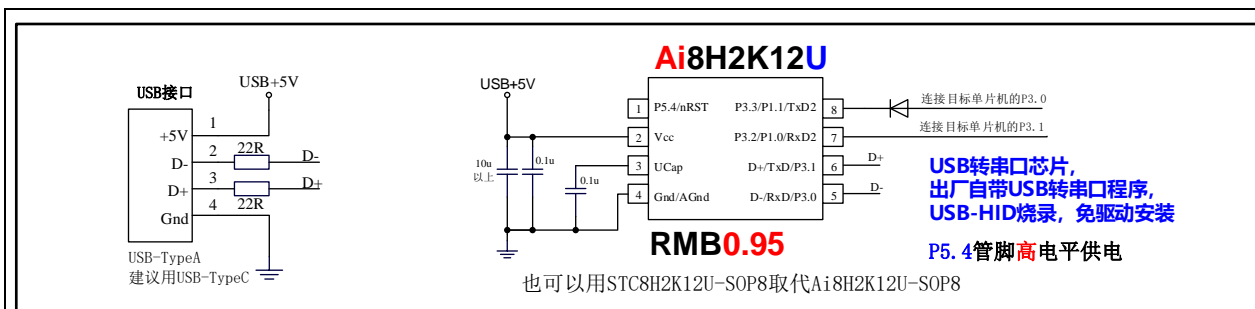 USB接口
USB+5V
+5V
1
D-
2
22R
D-
D+
3
22R
D+
Gnd
4
USB-TypeA
建议用USB-TypeC
Ai8H2K12U
USB+5V
10u
以上
0.1u
0.1u
1
P5.4/nRST
P3.3/P1.1/TxD2
8
连接目标单片机的P3.0
2
Vcc
P3.2/P1.0/RxD2
7
连接目标单片机的P3.1
3
UCap
D+/TxD/P3.1
6
D+
4
Gnd/AGnd
D-/RxD/P3.0
5
D-
RMB0.95
USB转串口芯片,
出厂自带USB转串口程序,
USB-HID烧录，免驱动安装
P5.4管脚高电平供电
也可以用STC8H2K12U-SOP8取代Ai8H2K12U-SOP8